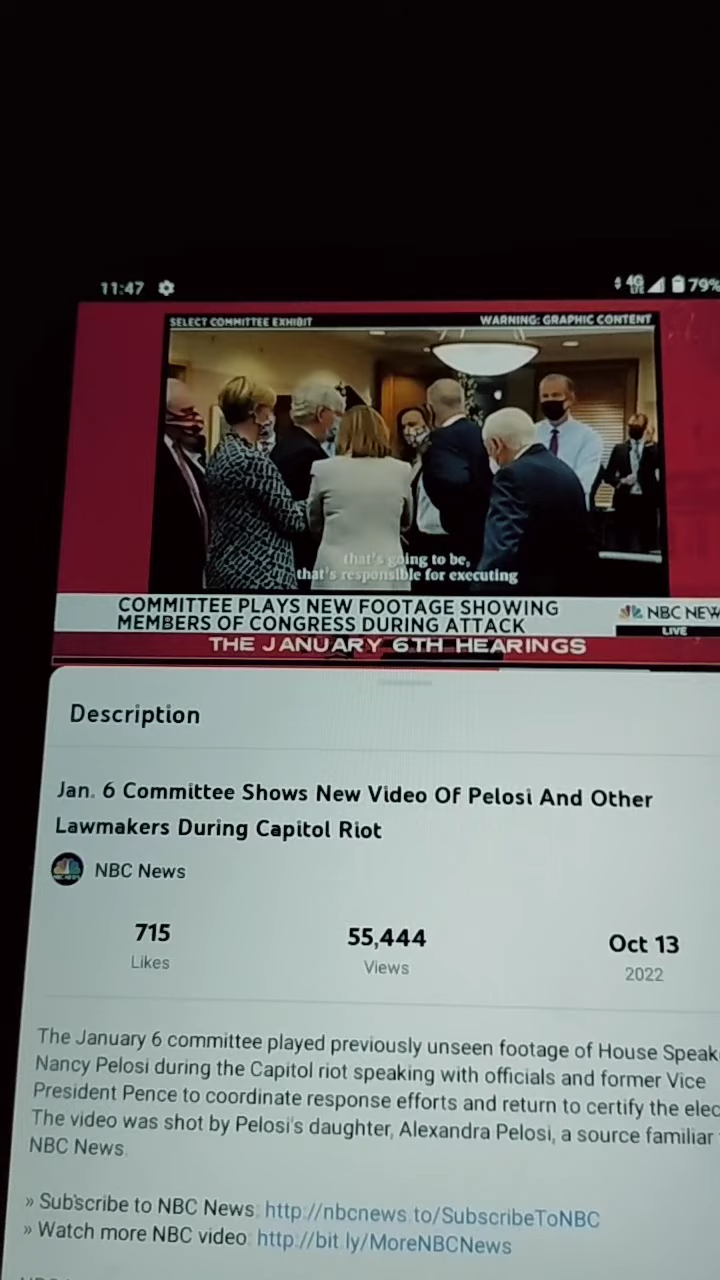 11:47
4G
LTE
79%
SELECT COMMITTEE EXHIBIT
WARNING: GRAPHIC CONTENT
that's going to be,
that's responsible for executing
COMMITTEE PLAYS NEW FOOTAGE SHOWING
MEMBERS OF CONGRESS DURING ATTACK
NBC NEW
LIVE
THE JANUARY 6TH HEARINGS
Description
Jan. 6 Committee Shows New Video Of Pelosi And Other
Lawmakers During Capitol Riot
NBC News
715
Likes
55,444
Views
Oct 13
2022
The January 6 committee played previously unseen footage of House Speak
Nancy Pelosi during the Capitol riot speaking with officials and former Vice
President Pence to coordinate response efforts and return to certify the elec
The video was shot by Pelosi's daughter, Alexandra Pelosi, a source familiar
NBC News.
» Subscribe to NBC News: http://nbcnews.to/SubscribeToNBC
» Watch more NBC video: http://bit.ly/MoreNBCNews